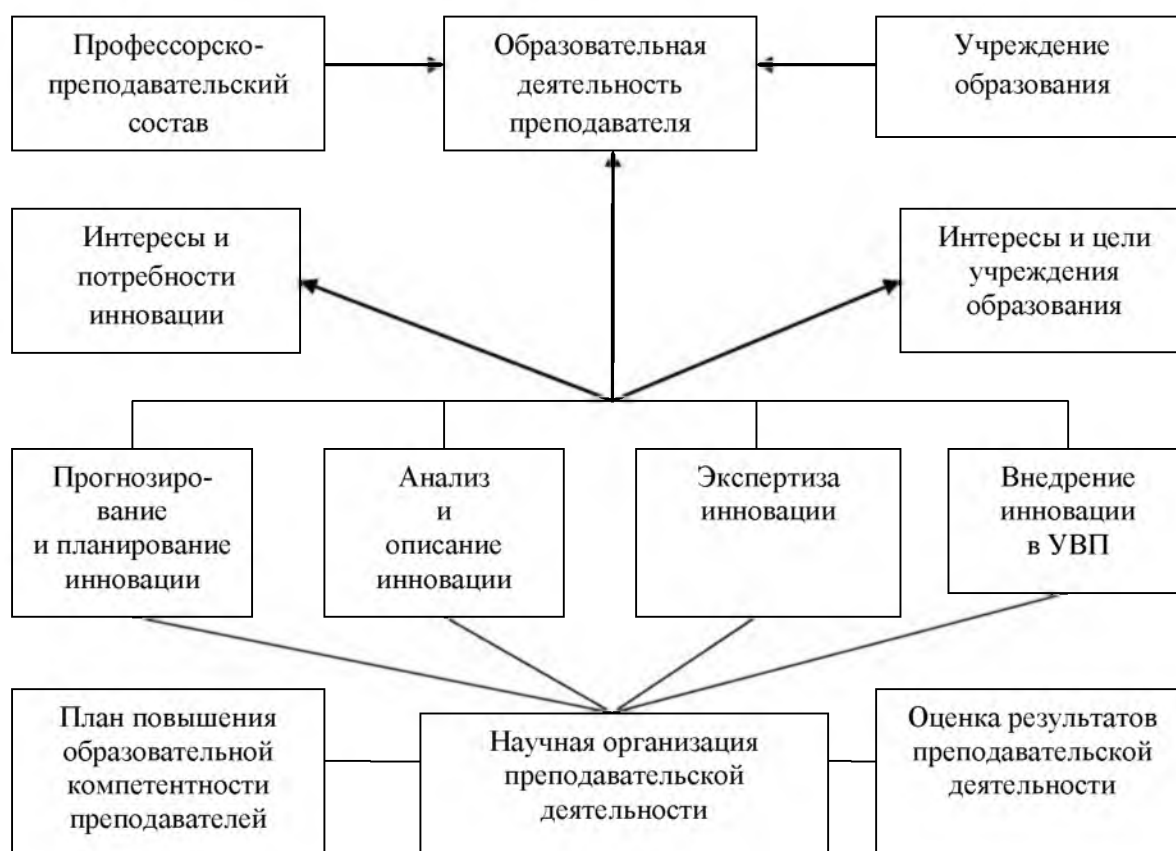 Профессорско-
преподавательский
состав
Образовательная
деятельность
преподавателя
Учреждение
образования
Интересы и
потребности
инновации
Интересы и цели
учреждения
образования
Прогнозиро-
вание
и планирование
инновации
Анализ
и
описание
инновации
Экспертиза
инновации
Внедрение
инновации
в УВП
План повышения
образовательной
компетентности
преподавателей
Научная организация
преподавательской
деятельности
Оценка результатов
преподавательской
деятельности